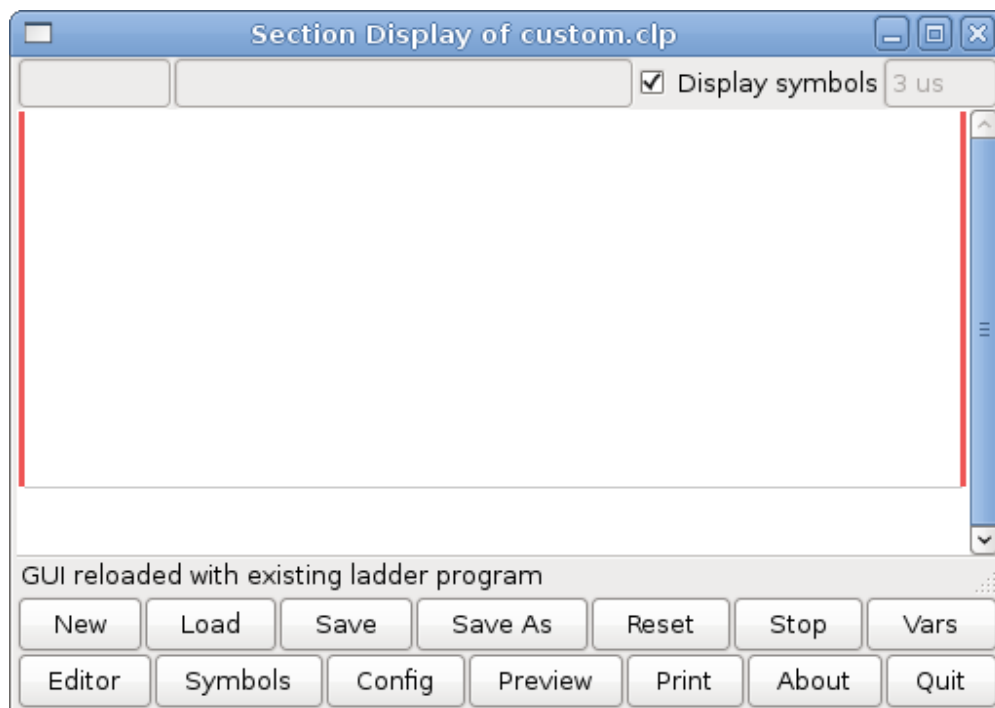 Section Display of custom.clp
Display symbols 3 us
GUI reloaded with existing ladder program
New Load Save Save As Reset Stop Vars
Editor Symbols Config Preview Print About Quit